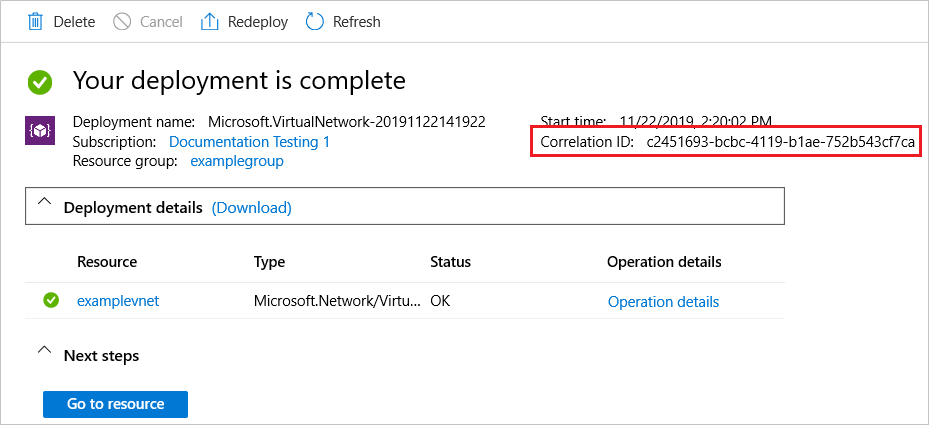 Delete Cancel Redeploy Refresh
Your deployment is complete
Deployment name: Microsoft.VirtualNetwork-20191122141922
Subscription: Documentation Testing 1
Resource group: examplegroup
Start time: 11/22/2019, 2:20:02 PM
Correlation ID: c2451693-bcbc-4119-b1ae-752b543cf7ca
Deployment details (Download)
Resource Type Status Operation details
examplevnet Microsoft.Network/Virtu... OK Operation details
Next steps
Go to resource